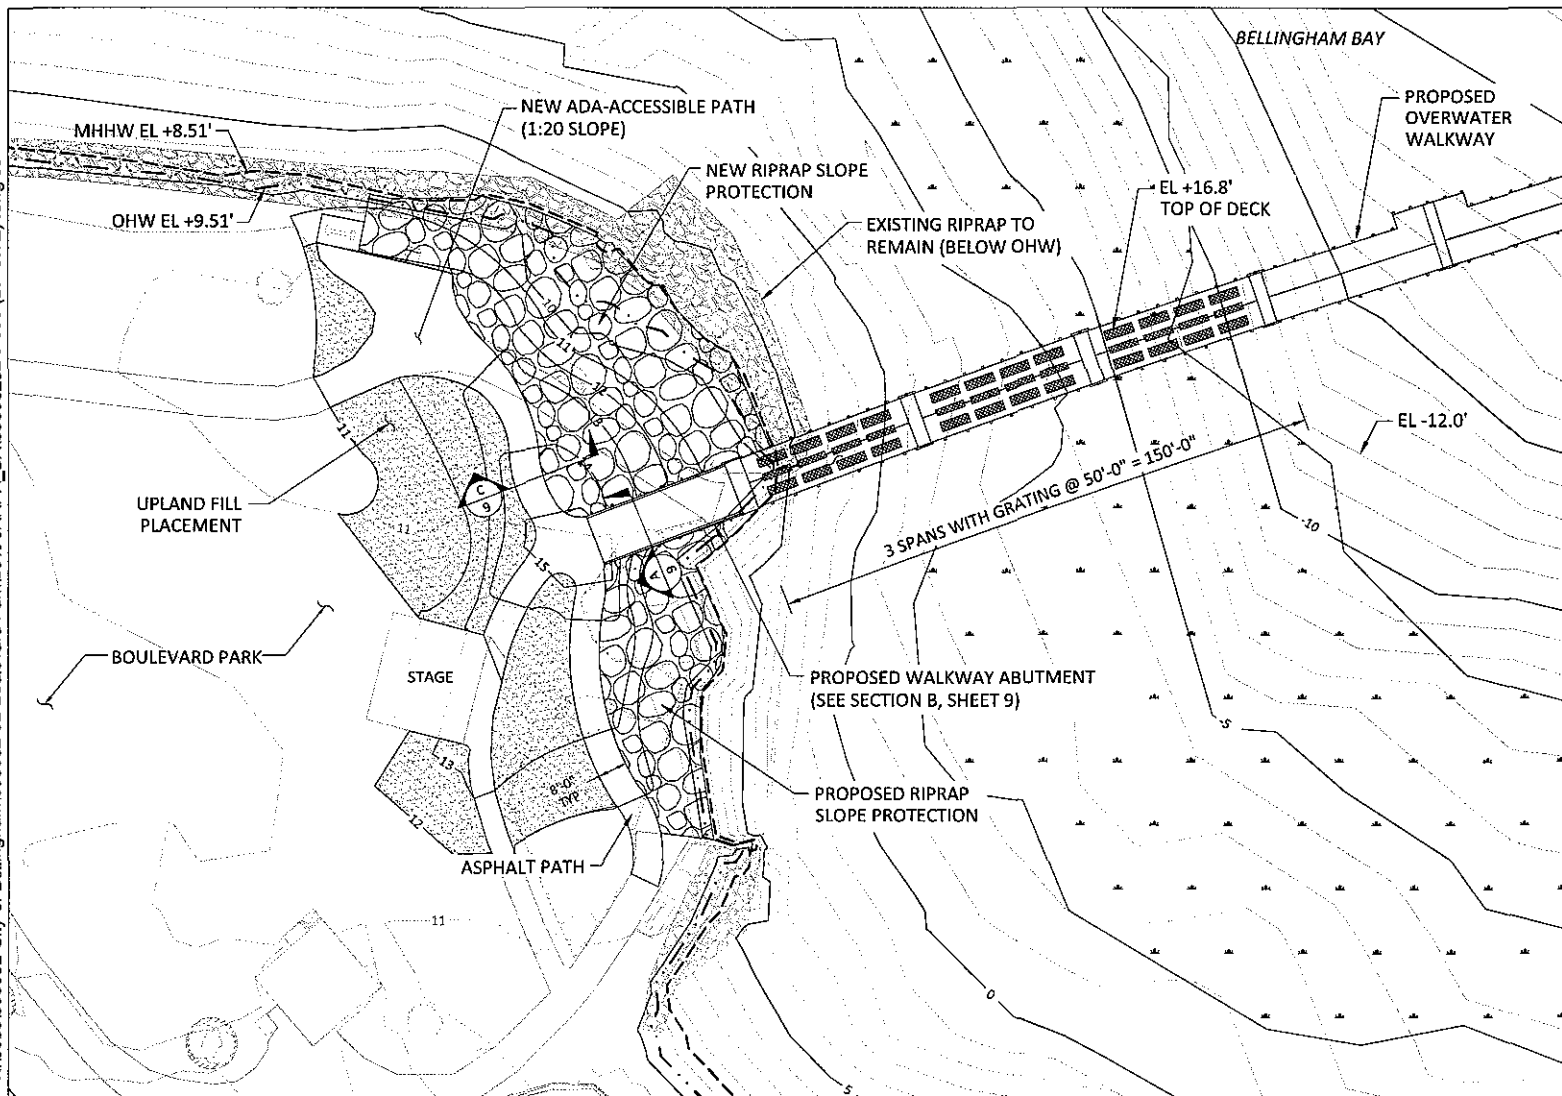 BELLINGHAM BAY
NEW ADA-ACCESSIBLE PATH
(1:20 SLOPE)
PROPOSED
OVERWATER
WALKWAY
MHHW EL +8.51'
NEW RIPRAP SLOPE
PROTECTION
EL +16.8'
TOP OF DECK
OHW EL +9.51'
EXISTING RIPRAP TO
REMAIN (BELOW OHW)
10
11
12
13
14
11
EL -12.0'
C
9
UPLAND FILL
PLACEMENT
11
3 SPANS WITH GRATING @ 50'-0" = 150'-0"
-10
15
A
9
BOULEVARD PARK
STAGE
PROPOSED WALKWAY ABUTMENT
(SEE SECTION B, SHEET 9)
-5
13
8'-0"
TYP
PROPOSED RIPRAP
SLOPE PROTECTION
12
ASPHALT PATH
11
0
5